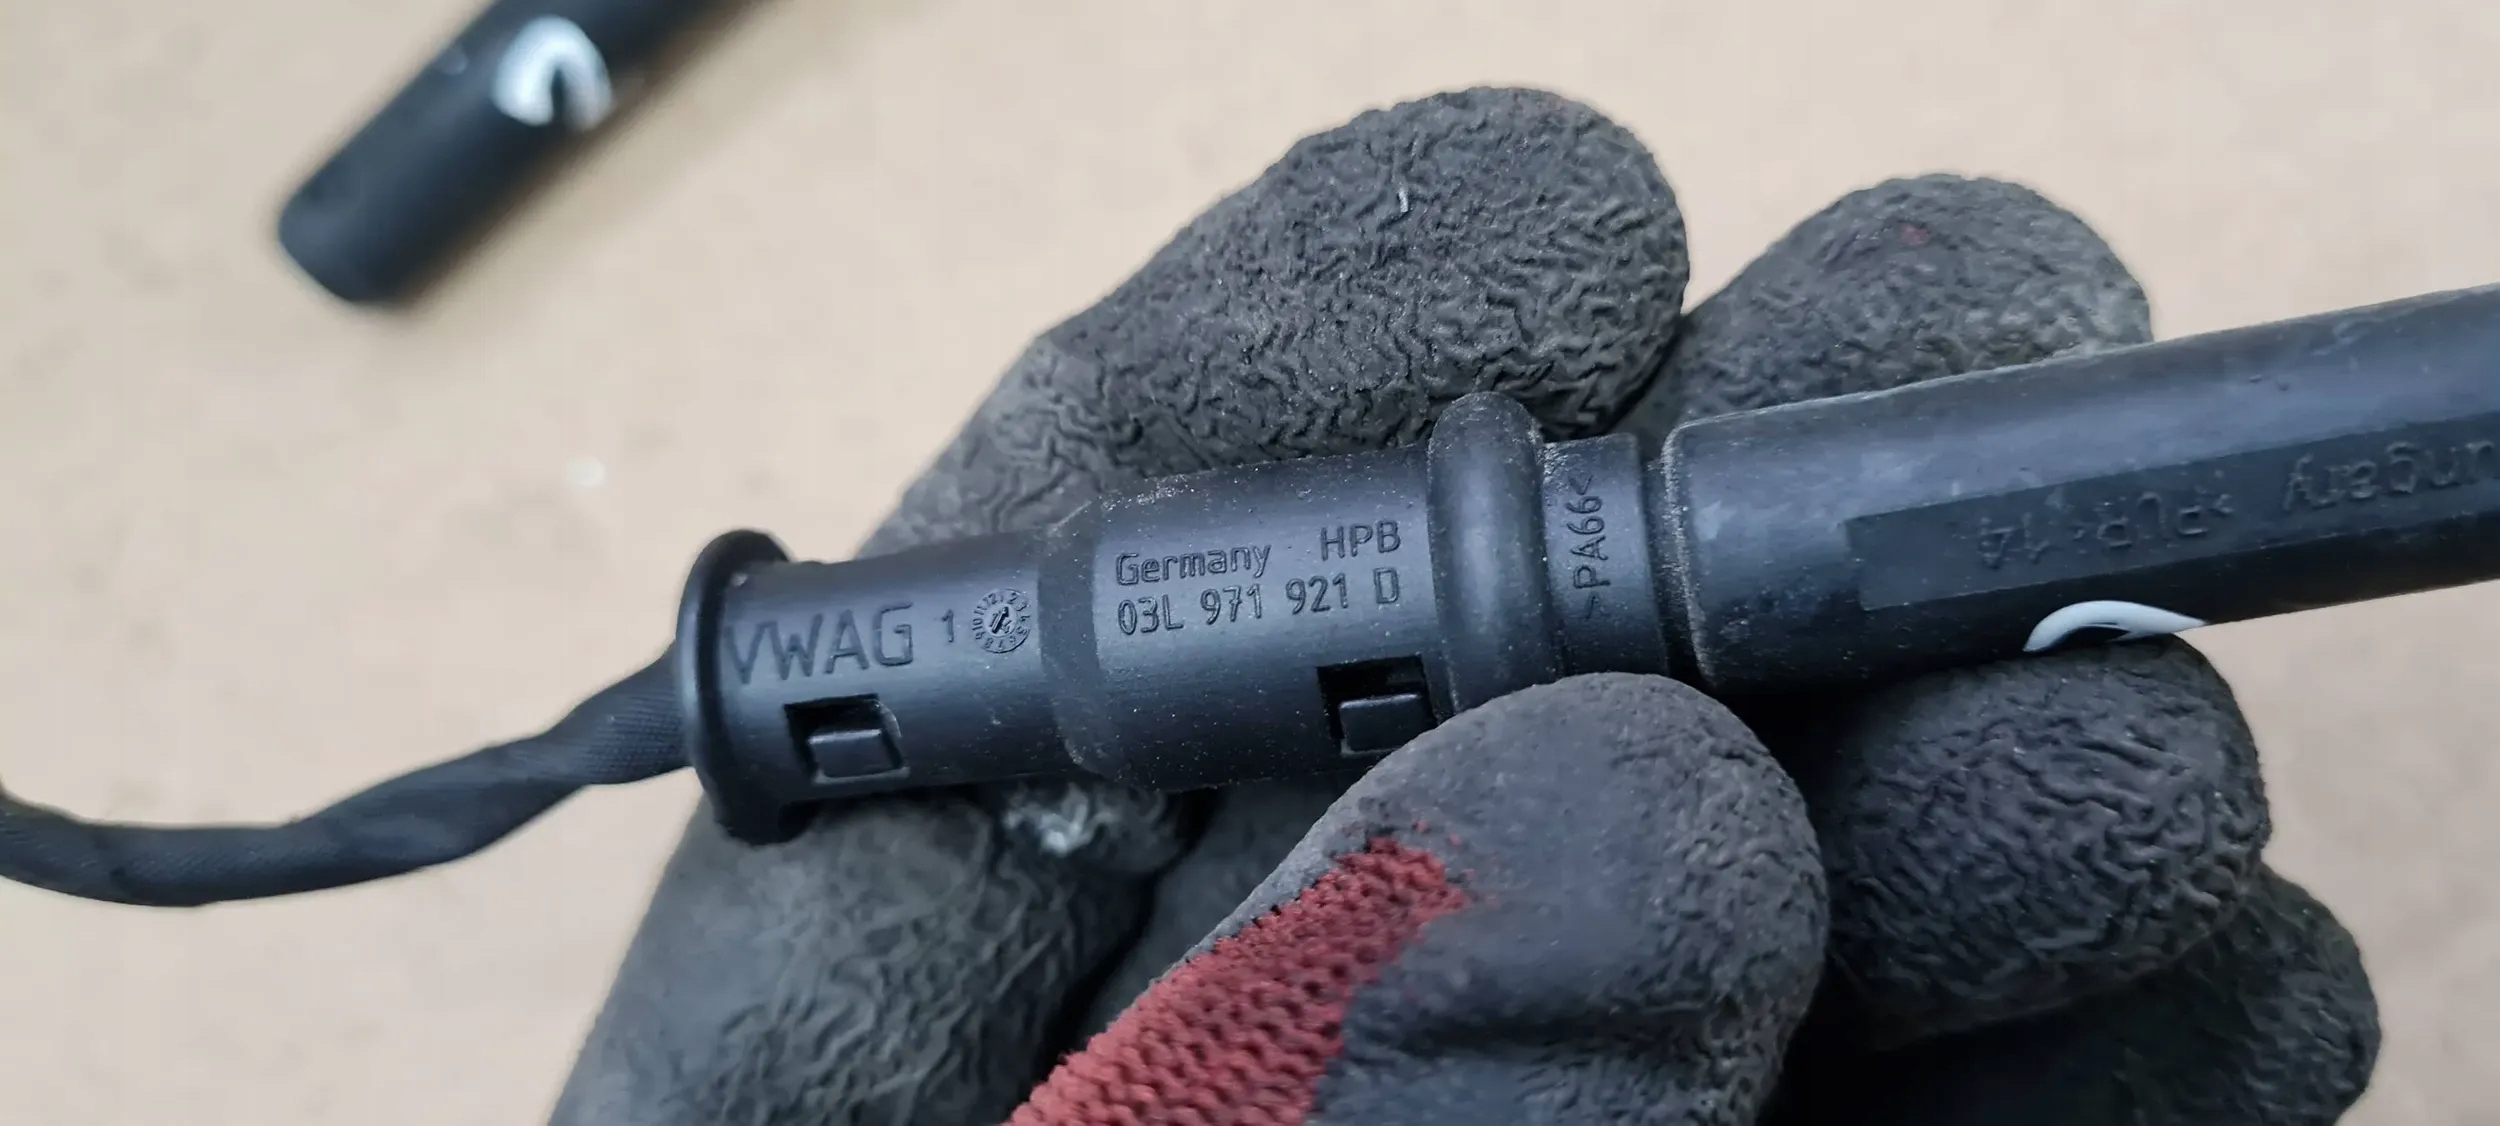 VWAG 1
Germany HPB
03L 971 921 D
>PA66<
>PUR<